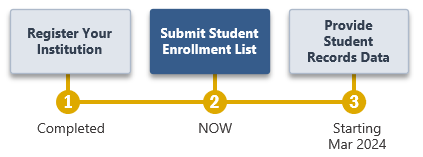 Register Your
Institution
Submit Student
Enrollment List
Provide
Student
Records Data
1
2
3
Completed
NOW
Starting
Mar 2024